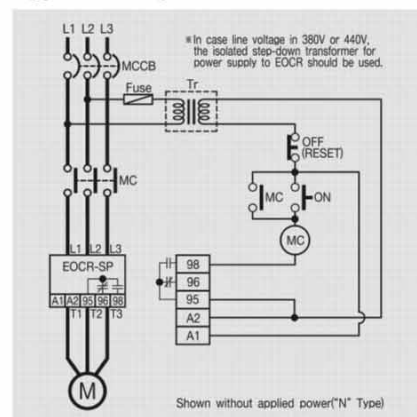 L1 L2 L3
※In case line voltage in 380V or 440V,
the isolated step-down transformer for
power supply to EOCR should be used.
MCCB
Fuse
Tr
OFF
(RESET)
MC
MC
ON
MC
L1 L2 L3
EOCR-SP
A1 A2 95 96 98
T1 T2 T3
98
96
95
A2
A1
M
Shown without applied power("N" Type)